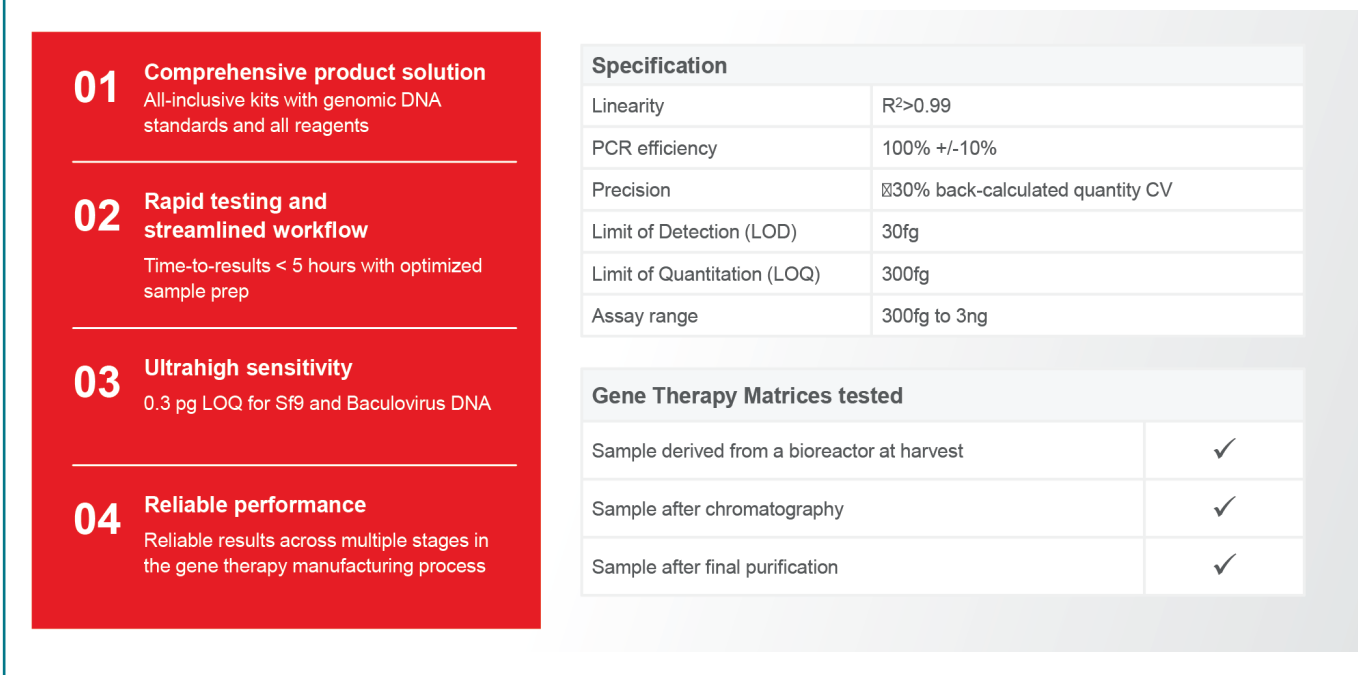 01
Comprehensive product solution
All-inclusive kits with genomic DNA
standards and all reagents
02
Rapid testing and
streamlined workflow
Time-to-results < 5 hours with optimized
sample prep
03
Ultrahigh sensitivity
0.3 pg LOQ for Sf9 and Baculovirus DNA
04
Reliable performance
Reliable results across multiple stages in
the gene therapy manufacturing process
Specification
Linearity R²>0.99
PCR efficiency 100% +/-10%
Precision 30% back-calculated quantity CV
Limit of Detection (LOD) 30fg
Limit of Quantitation (LOQ) 300fg
Assay range 300fg to 3ng
Gene Therapy Matrices tested
Sample derived from a bioreactor at harvest ✓
Sample after chromatography ✓
Sample after final purification ✓